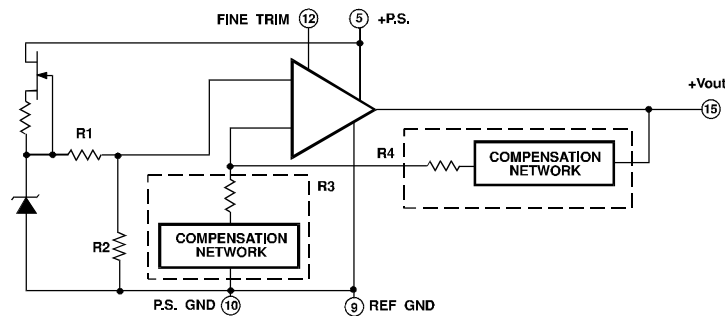 FINE TRIM 12 5 +P.S.
+Vout
15
R1
R4
COMPENSATION
NETWORK
R3
COMPENSATION
NETWORK
R2
P.S. GND 10 9 REF GND